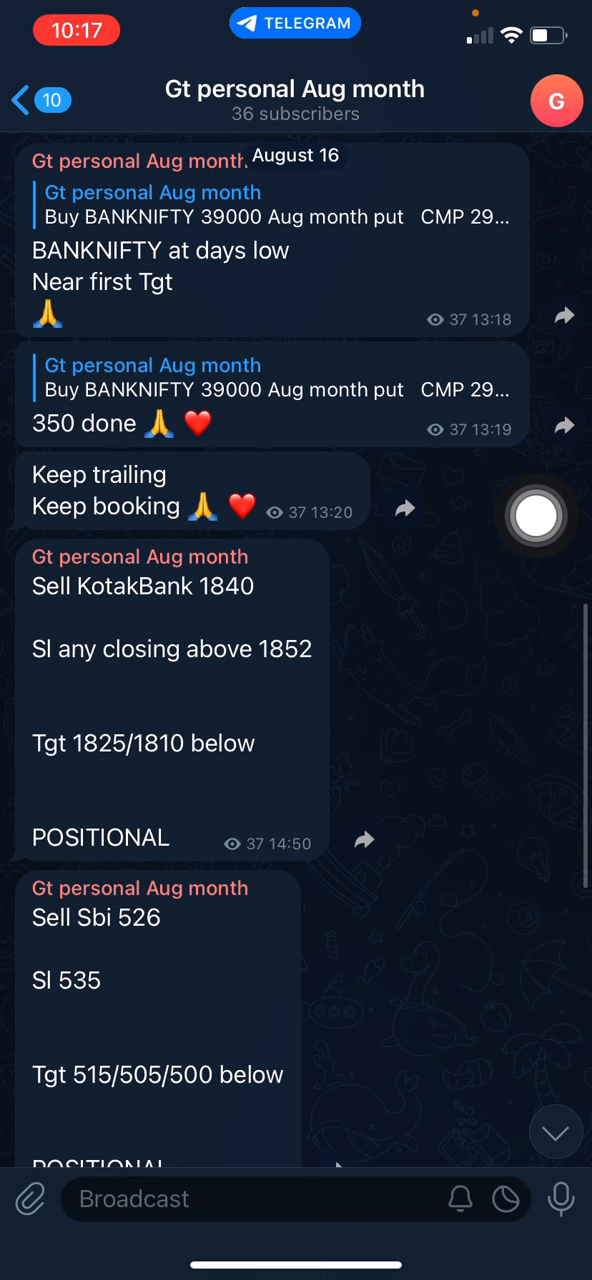 10:17
TELEGRAM
10
Gt personal Aug month
36 subscribers
G
August 16
Gt personal Aug month
Gt personal Aug month
Buy BANKNIFTY 39000 Aug month put CMP 29...
BANKNIFTY at days low
Near first Tgt
🙏
37 13:18
Gt personal Aug month
Buy BANKNIFTY 39000 Aug month put CMP 29...
350 done 🙏 ❤️
37 13:19
Keep trailing
Keep booking 🙏 ❤️ 37 13:20
Gt personal Aug month
Sell KotakBank 1840
Sl any closing above 1852
Tgt 1825/1810 below
POSITIONAL 37 14:50
Gt personal Aug month
Sell Sbi 526
Sl 535
Tgt 515/505/500 below
POSITIONAL
Broadcast